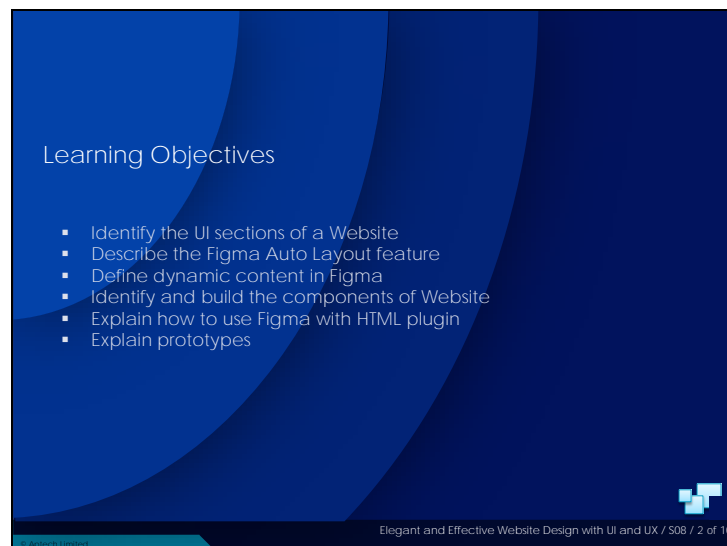 Learning Objectives
▪ Identify the UI sections of a Website
▪ Describe the Figma Auto Layout feature
▪ Define dynamic content in Figma
▪ Identify and build the components of Website
▪ Explain how to use Figma with HTML plugin
▪ Explain prototypes
Elegant and Effective Website Design with UI and UX / S08 / 2 of
© Aptech Limited